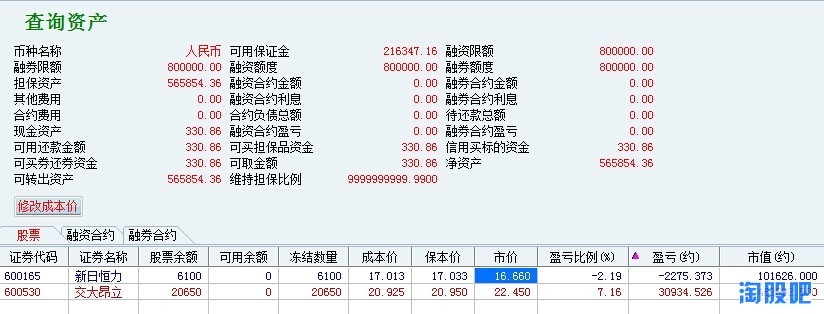 查询资产
币种名称 人民币 可用保证金 216347.16 融资限额 800000.00
融券限额 800000.00 融资额度 800000.00 融券额度 800000.00
担保资产 565854.36 融资合约金额 0.00 融券合约金额 0.00
其他费用 0.00 融资合约利息 0.00 融券合约利息 0.00
合约费用 0.00 合约负债总额 0.00 待还款总额 0.00
现金资产 330.86 融资合约盈亏 0.00 融券合约盈亏 0.00
可用还款金额 330.86 可买担保品资金 330.86 信用买标的资金 330.86
可买券还券资金 330.86 可取金额 330.86 净资产 565854.36
可转出资产 565854.36 维持担保比例 9999999999.9900
修改成本价
股票 融资合约 融券合约
证券代码 证券名称 股票余额 可用余额 冻结数量 成本价 保本价 市价 盈亏比例(%) 盈亏(约) 市值(约)
600165 新日恒力 6100 0 6100 17.013 17.033 16.660 -2.19 -2275.373 101626.000
600530 交大昂立 20650 0 20650 20.925 20.950 22.450 7.16 30934.526
淘股吧